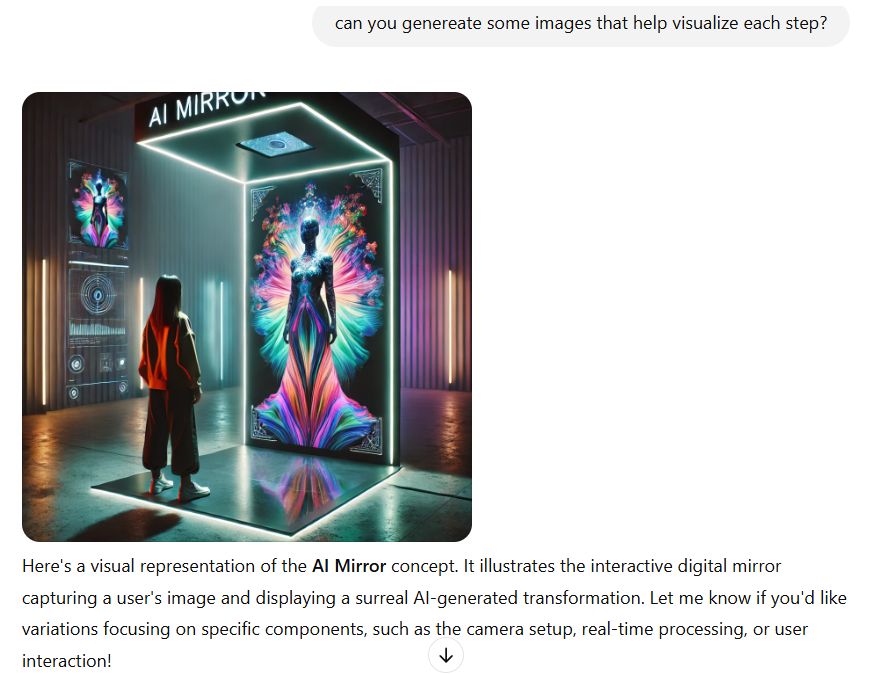 can you genereate some images that help visualize each step?
AI MIRROR
Here's a visual representation of the AI Mirror concept. It illustrates the interactive digital mirror
capturing a user's image and displaying a surreal AI-generated transformation. Let me know if you'd like
variations focusing on specific components, such as the camera setup, real-time processing, or user
interaction!